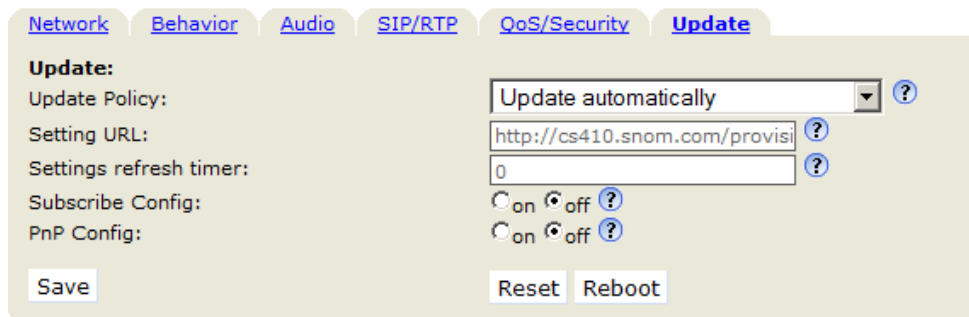 Network Behavior Audio SIP/RTP QoS/Security Update
Update:
Update Policy: Update automatically ?
Setting URL: http://cs410.snom.com/provisi ?
Settings refresh timer: 0 ?
Subscribe Config: on off ?
PnP Config: on off ?
Save Reset Reboot